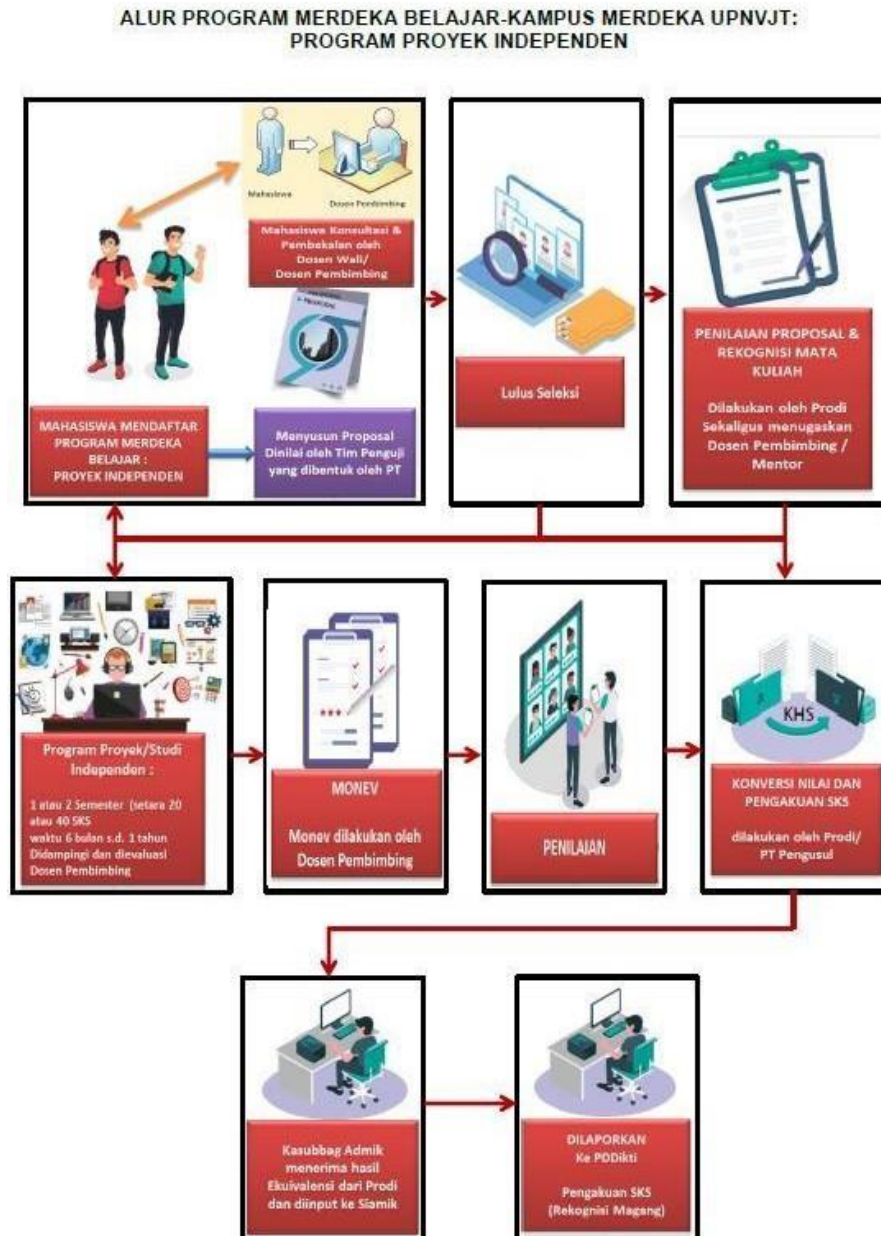 ALUR PROGRAM MERDEKA BELAJAR-KAMPUS MERDEKA UPNVJT:
PROGRAM PROYEK INDEPENDEN
Mahasiswa
Dosen Pembimbing
Mahasiswa Konsultasi &
Pembekalan oleh
Dosen Wali/
Dosen Pembimbing
MAHASISWA MENDAFTAR
PROGRAM MERDEKA
BELAJAR :
PROYEK INDEPENDEN
Menyusun Proposal
Dinilai oleh Tim Penguji
yang dibentuk oleh PT
Lulus Seleksi
PENILAIAN PROPOSAL &
REKOGNISI MATA
KULIAH
Dilakukan oleh Prodi
Sekaligus menugaskan
Dosen Pembimbing /
Mentor
Program Proyek/Studi
Independen :
1 atau 2 Semester (setara 20
atau 40 SKS
waktu 6 bulan s.d. 1 tahun
Didampingi dan dievaluasi
Dosen Pembimbing
MONEV
Monev dilakukan oleh
Dosen Pembimbing
PENILAIAN
KHS
KONVERSI NILAI DAN
PENGAKUAN SKS
dilakukan oleh Prodi/
PT Pengusul
Kasubbag Admik
menerima hasil
Ekuivalensi dari Prodi
dan diinput ke Siamik
DILAPORKAN
Ke PDDikti
Pengakuan SKS
(Rekognisi Magang)